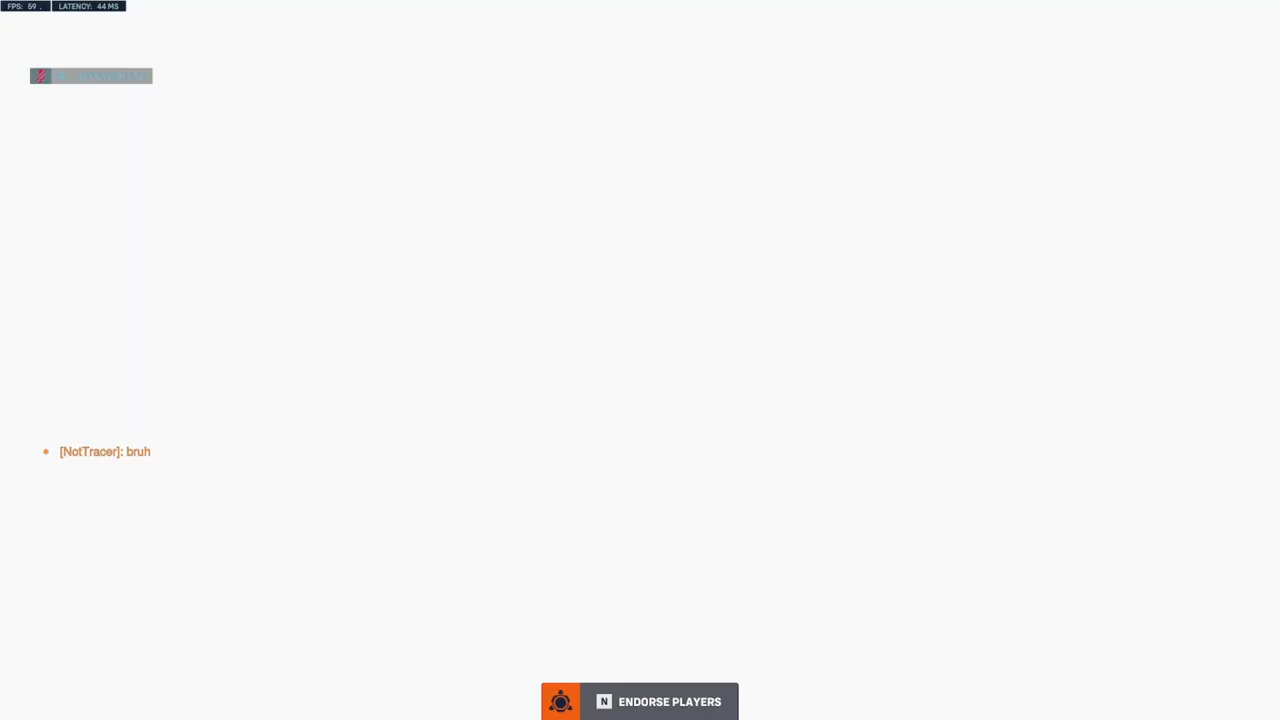 FPS: 59 .
LATENCY: 44 MS
[NotTracer]: bruh
N ENDORSE PLAYERS